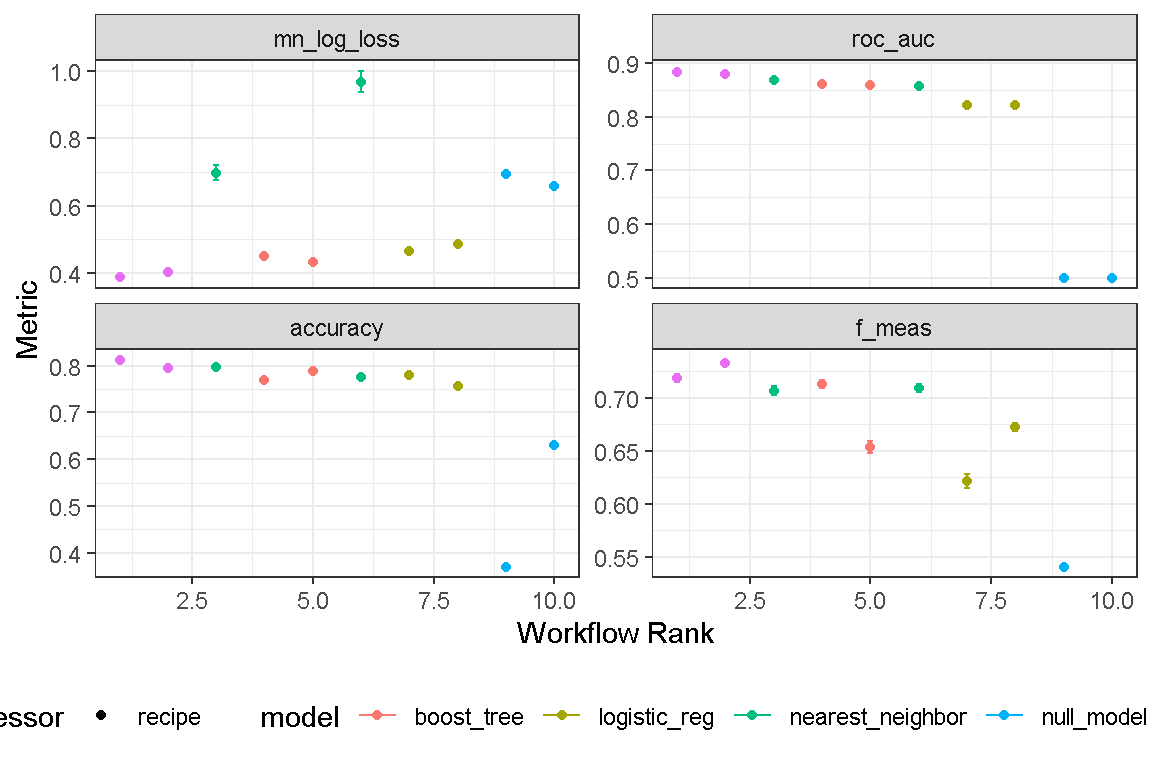 mn_log_loss
roc_auc
1.0
0.8
0.6
0.4
0.9
0.8
0.7
0.6
0.5
Metric
accuracy
f_meas
0.8
0.7
0.6
0.5
0.4
0.70
0.65
0.60
0.55
2.5 5.0 7.5 10.0
2.5 5.0 7.5 10.0
Workflow Rank
essor recipe model boost_tree logistic_reg nearest_neighbor null_model